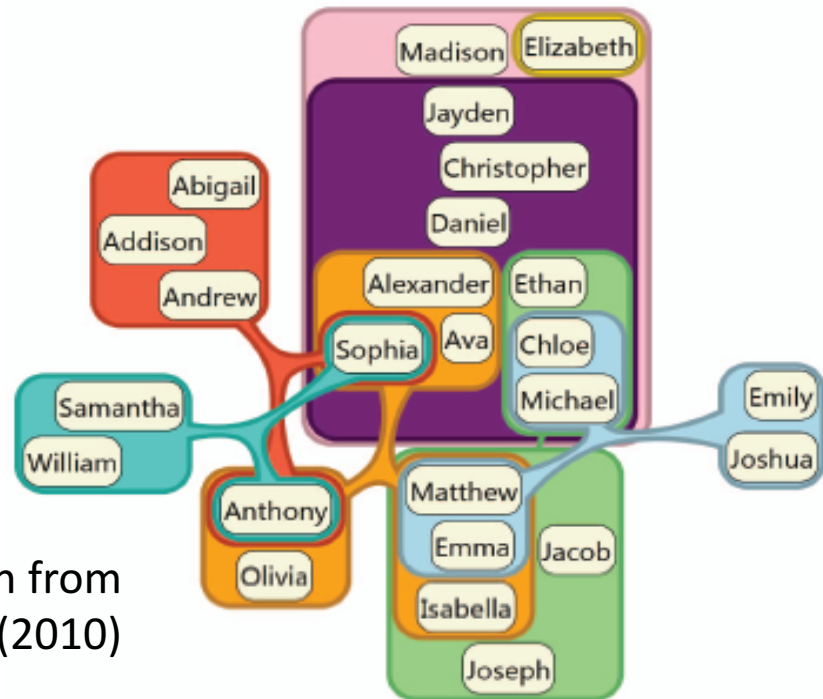 Madison
Elizabeth
Jayden
Christopher
Daniel
Abigail
Addison
Andrew
Alexander
Ethan
Sophia
Ava
Chloe
Michael
Samantha
William
Emily
Joshua
Anthony
Olivia
Matthew
Emma
Jacob
Isabella
Joseph
from
(2010)